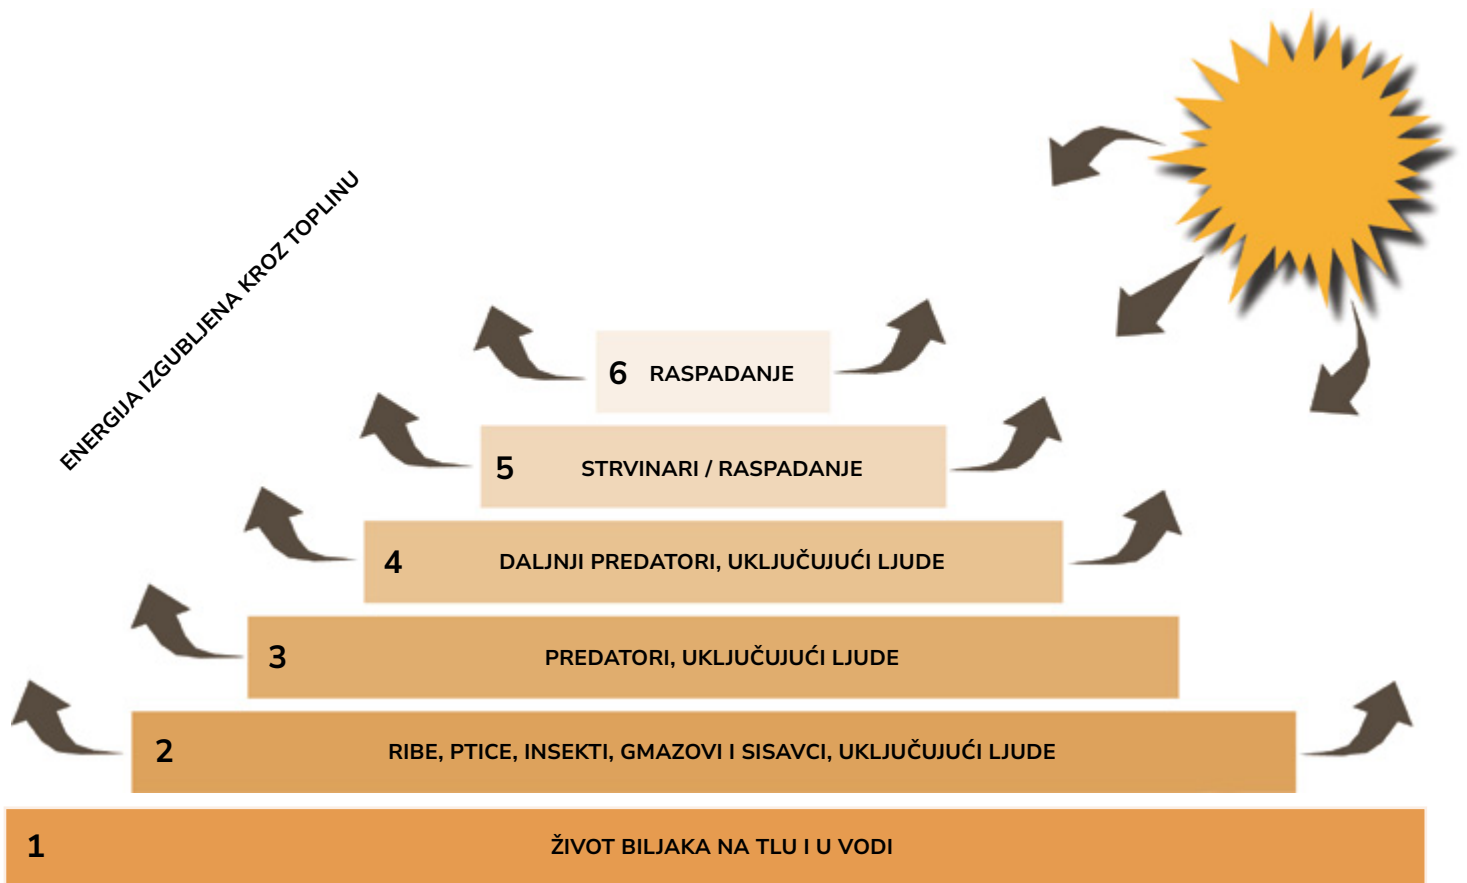 ENERGIJA IZGUBLJENA KROZ TOPLINU
6 RASPADANJE
5 STRVINARI / RASPADANJE
4 DALJNJI PREDATORI, UKLJUČUJUĆI LJUDE
3 PREDATORI, UKLJUČUJUĆI LJUDE
2 RIBE, PTICE, INSEKTI, GMAZOVI I SISAVCI, UKLJUČUJUĆI LJUDE
1 ŽIVOT BILJAKA NA TLU I U VODI